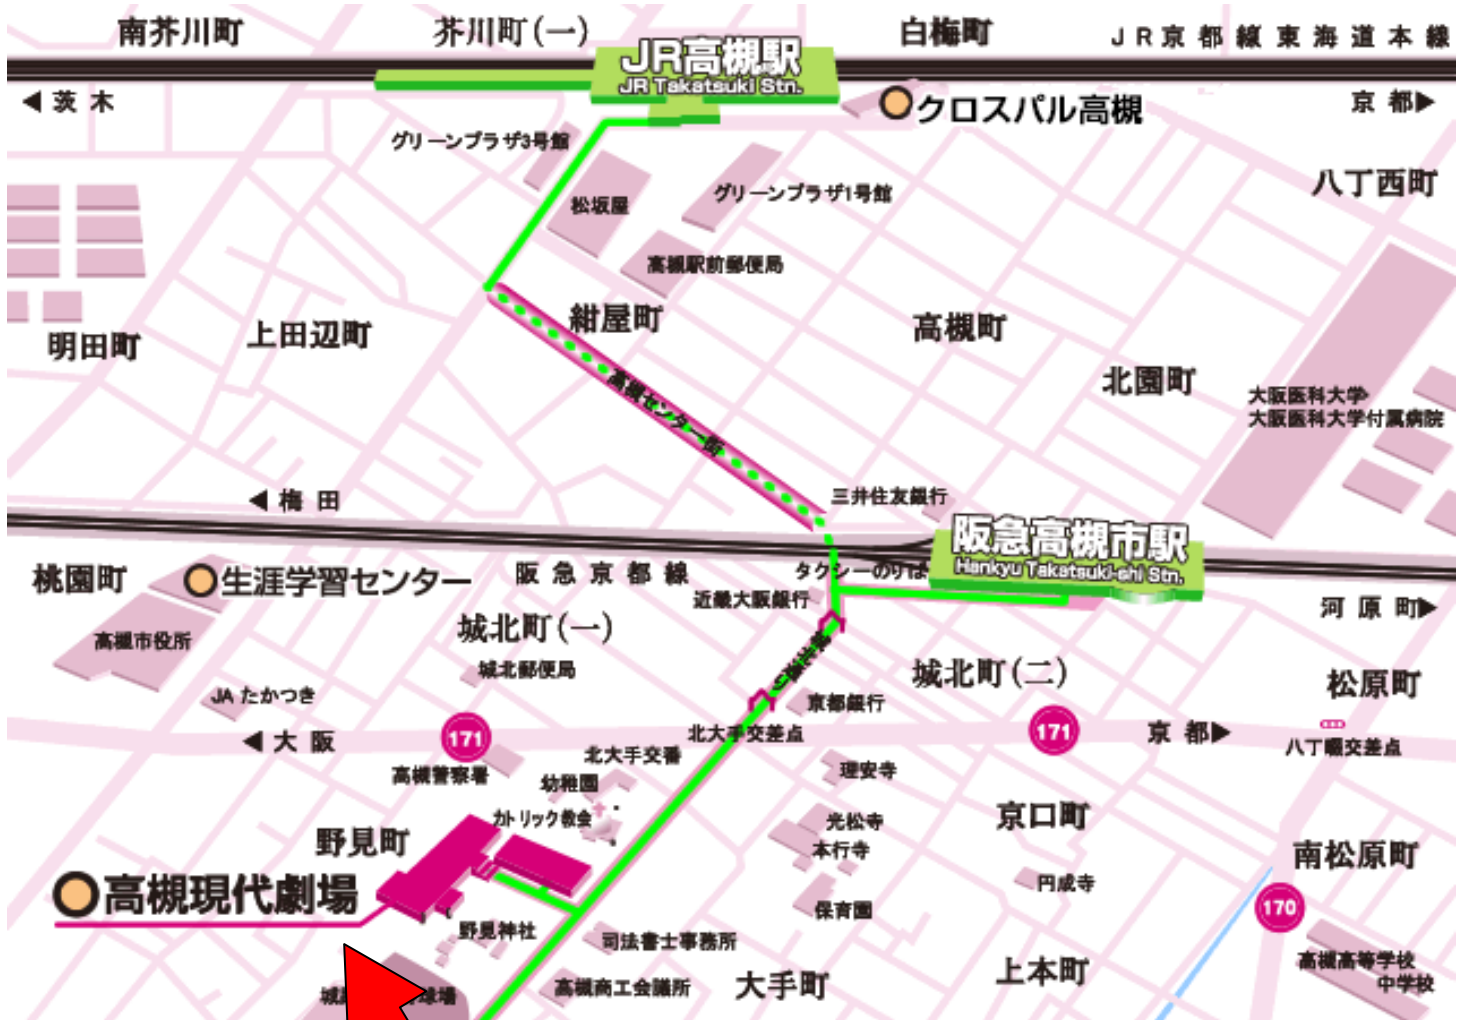 南芥川町
芥川町(一)
白梅町
JR京都線東海道本線
JR高槻駅
JR Takatsuki Stn.
◀茨木
クロスパル高槻
京都▶
グリーンプラザ3号館
八丁西町
グリーンプラザ1号館
松坂屋
高槻駅前郵便局
紺屋町
高槻町
上田辺町
明田町
北園町
高槻センター街
大阪医科大学
大阪医科大学付属病院
◀梅田
三井住友銀行
阪急高槻市駅
Hankyu Takatsuki-shi Stn.
桃園町
生涯学習センター
阪急京都線
タクシーのりば
近畿大阪銀行
河原町▶
高槻市役所
城北町(一)
城北郵便局
城北町(二)
松原町
JAたかつき
京都銀行
◀大阪
171
北大手交差点
171
京都▶
八丁畷交差点
高槻警察署
北大手交番
幼稚園
理安寺
カトリック教会
光松寺
京口町
野見町
本行寺
南松原町
高槻現代劇場
円成寺
170
保育園
野見神社
司法書士事務所
高槻高等学校
中学校
高槻商工会議所
大手町
上本町
城
球場